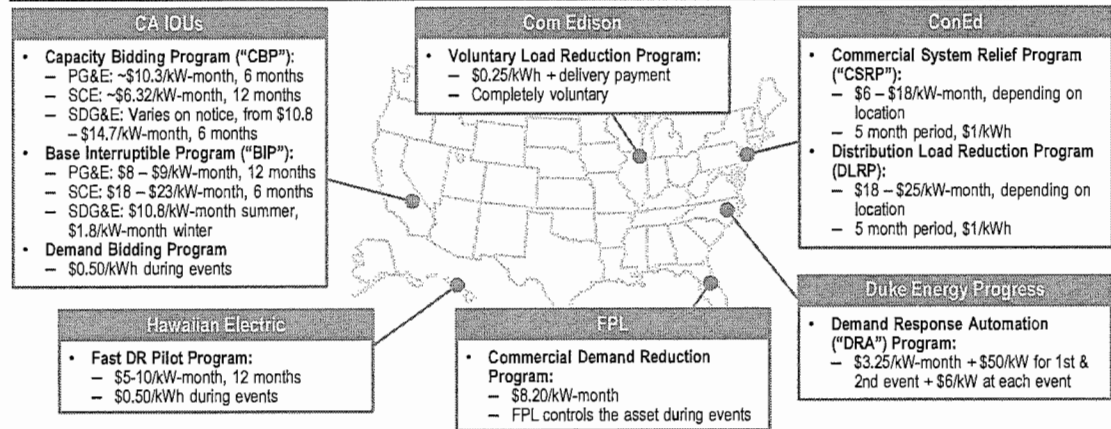 CA IOUs
• Capacity Bidding Program ("CBP"):
– PG&E: ~$10.3/kW-month, 6 months
– SCE: ~$6.32/kW-month, 12 months
– SDG&E: Varies on notice, from $10.8
– $14.7/kW-month, 6 months
• Base Interruptible Program ("BIP"):
– PG&E: $8 – $9/kW-month, 12 months
– SCE: $18 – $23/kW-month, 6 months
– SDG&E: $10.8/kW-month summer,
$1.8/kW-month winter
• Demand Bidding Program
– $0.50/kWh during events
Com Edison
• Voluntary Load Reduction Program:
– $0.25/kWh + delivery payment
– Completely voluntary
ConEd
• Commercial System Relief Program
("CSRP"):
– $6 – $18/kW-month, depending on
location
– 5 month period, $1/kWh
• Distribution Load Reduction Program
(DLRP):
– $18 – $25/kW-month, depending on
location
– 5 month period, $1/kWh
Hawaiian Electric
• Fast DR Pilot Program:
– $5-10/kW-month, 12 months
– $0.50/kWh during events
FPL
• Commercial Demand Reduction
Program:
– $8.20/kW-month
– FPL controls the asset during events
Duke Energy Progress
• Demand Response Automation
("DRA") Program:
– $3.25/kW-month + $50/kW for 1st &
2nd event + $6/kW at each event